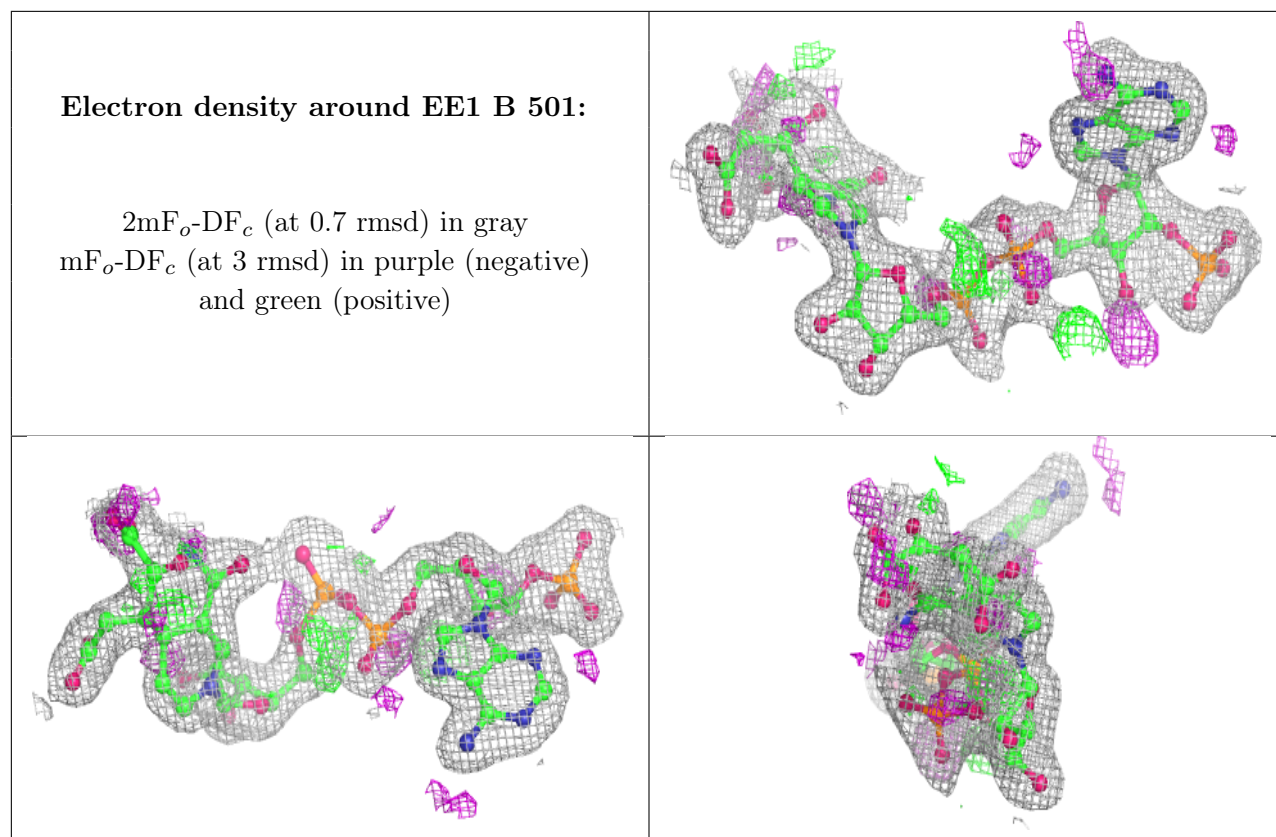 Electron density around EE1 B 501:
2mFo-DFc (at 0.7 rmsd) in gray
mFo-DFc (at 3 rmsd) in purple (negative)
and green (positive)